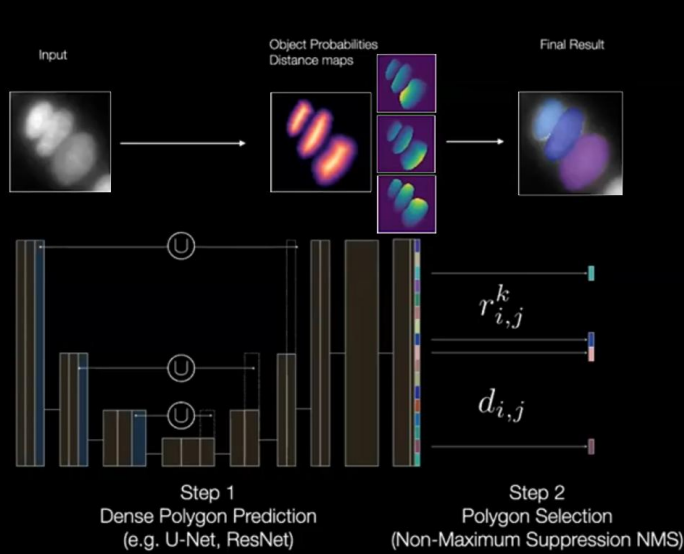 Input
Object Probabilities
Distance maps
Final Result
U
U
U
r^k_{i,j}
d_{i,j}
Step 1
Dense Polygon Prediction
(e.g. U-Net, ResNet)
Step 2
Polygon Selection
(Non-Maximum Suppression NMS)